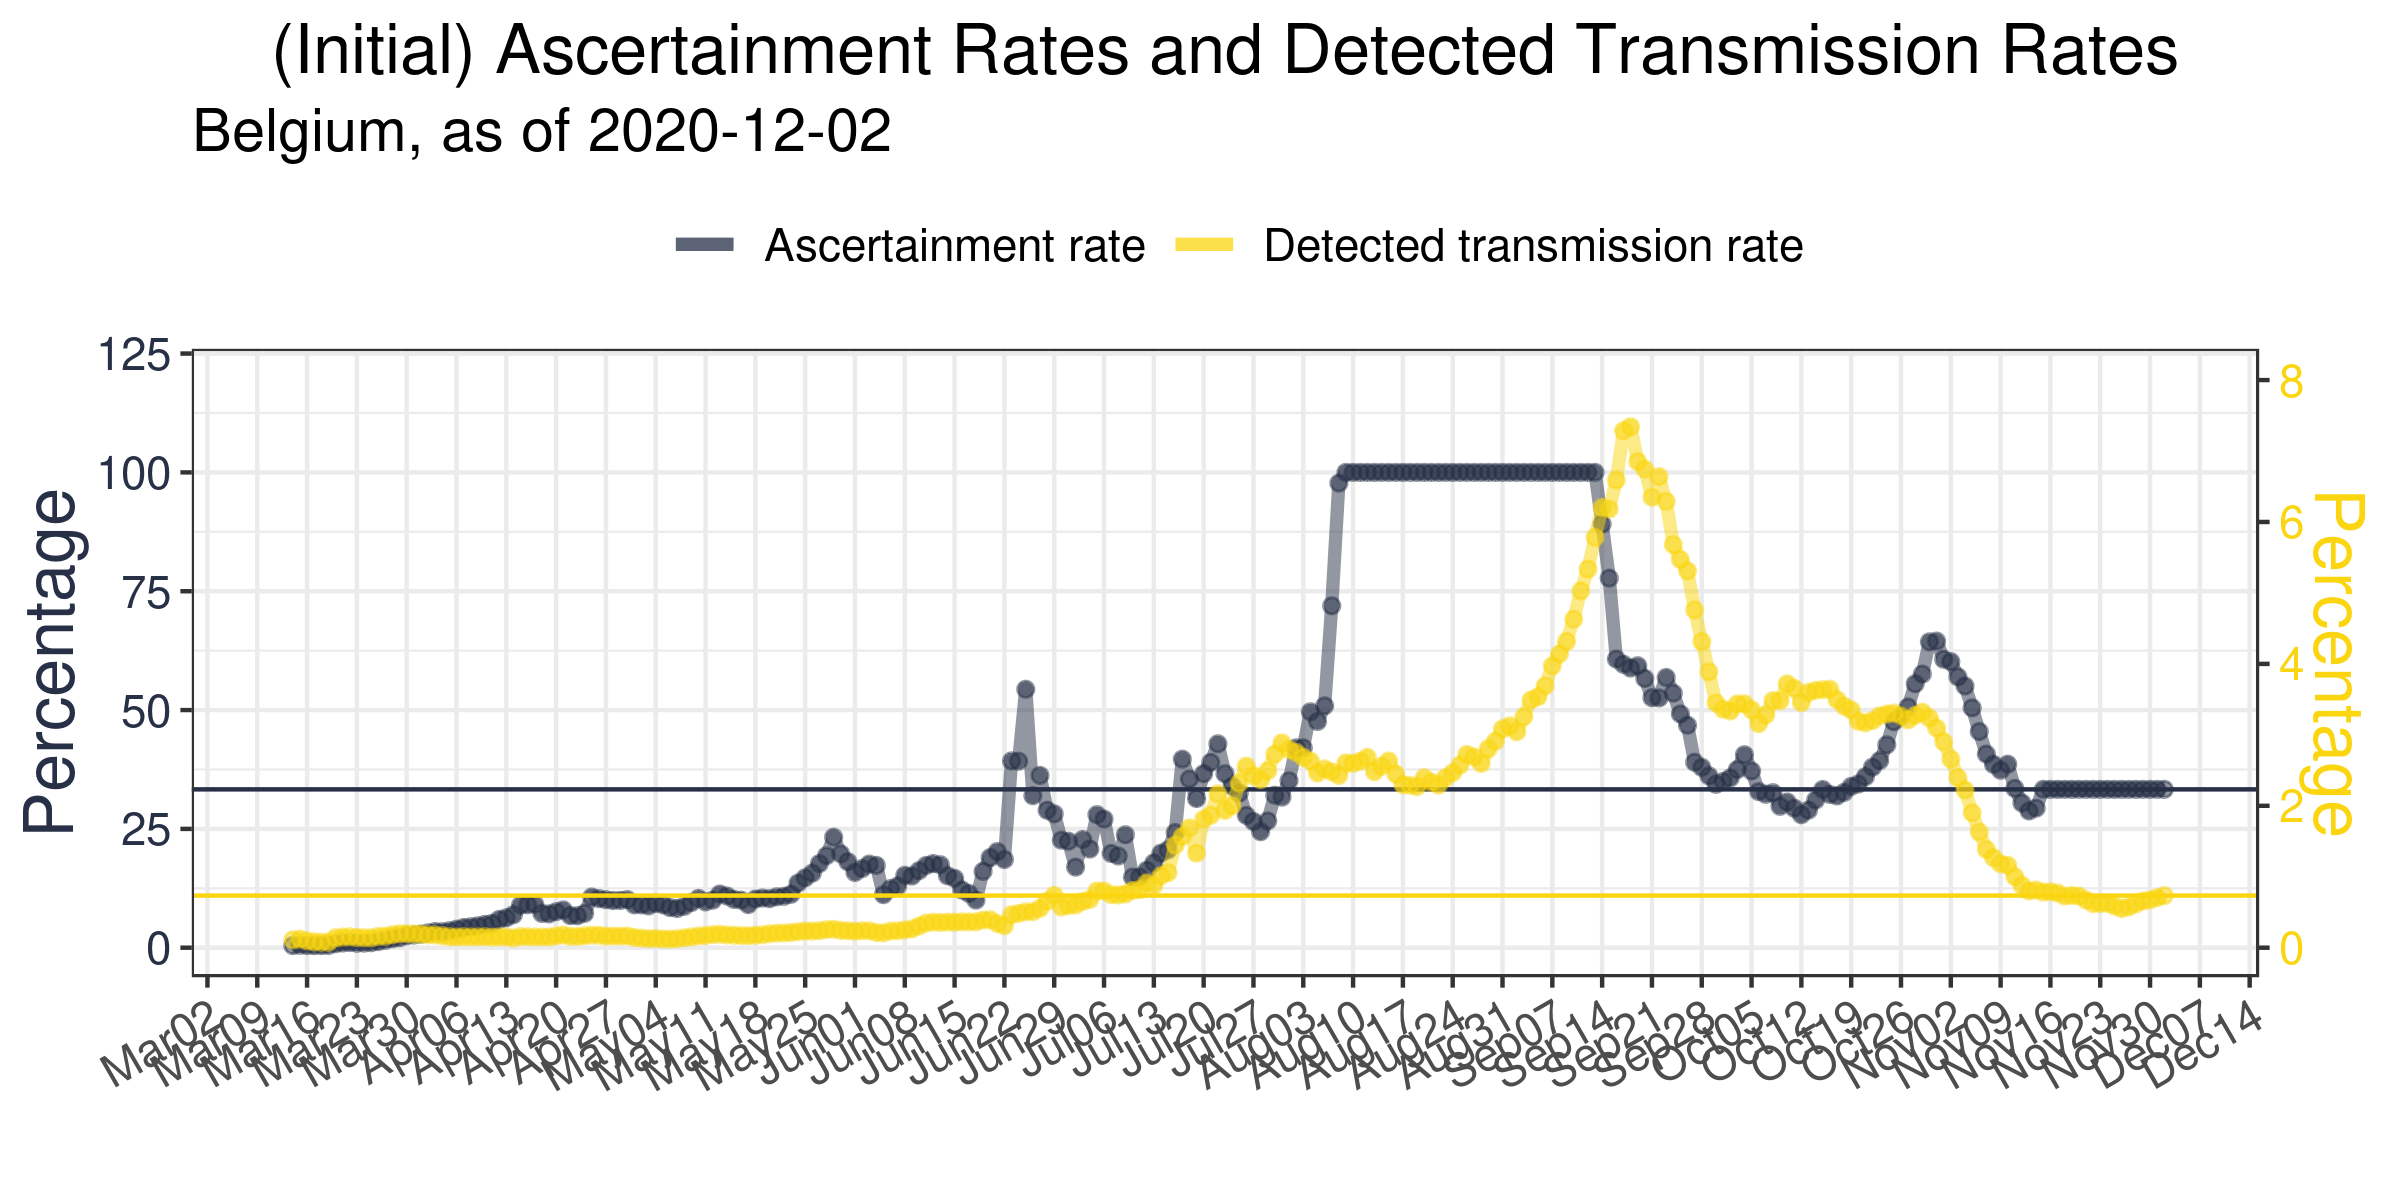 (Initial) Ascertainment Rates and Detected Transmission Rates
Belgium, as of 2020-12-02
Ascertainment rate
Detected transmission rate
125
100
75
50
25
0
Percentage
8
6
4
2
0
Percentage
Mar02
Mar09
Mar16
Mar23
Mar30
Apr06
Apr13
Apr20
Apr27
May04
May11
May18
May25
Jun01
Jun08
Jun15
Jun22
Jun29
Jul06
Jul13
Jul20
Jul27
Aug03
Aug10
Aug17
Aug24
Aug31
Sep07
Sep14
Sep21
Sep28
Oct05
Oct12
Oct19
Oct26
Nov02
Nov09
Nov16
Nov23
Nov30
Dec07
Dec14